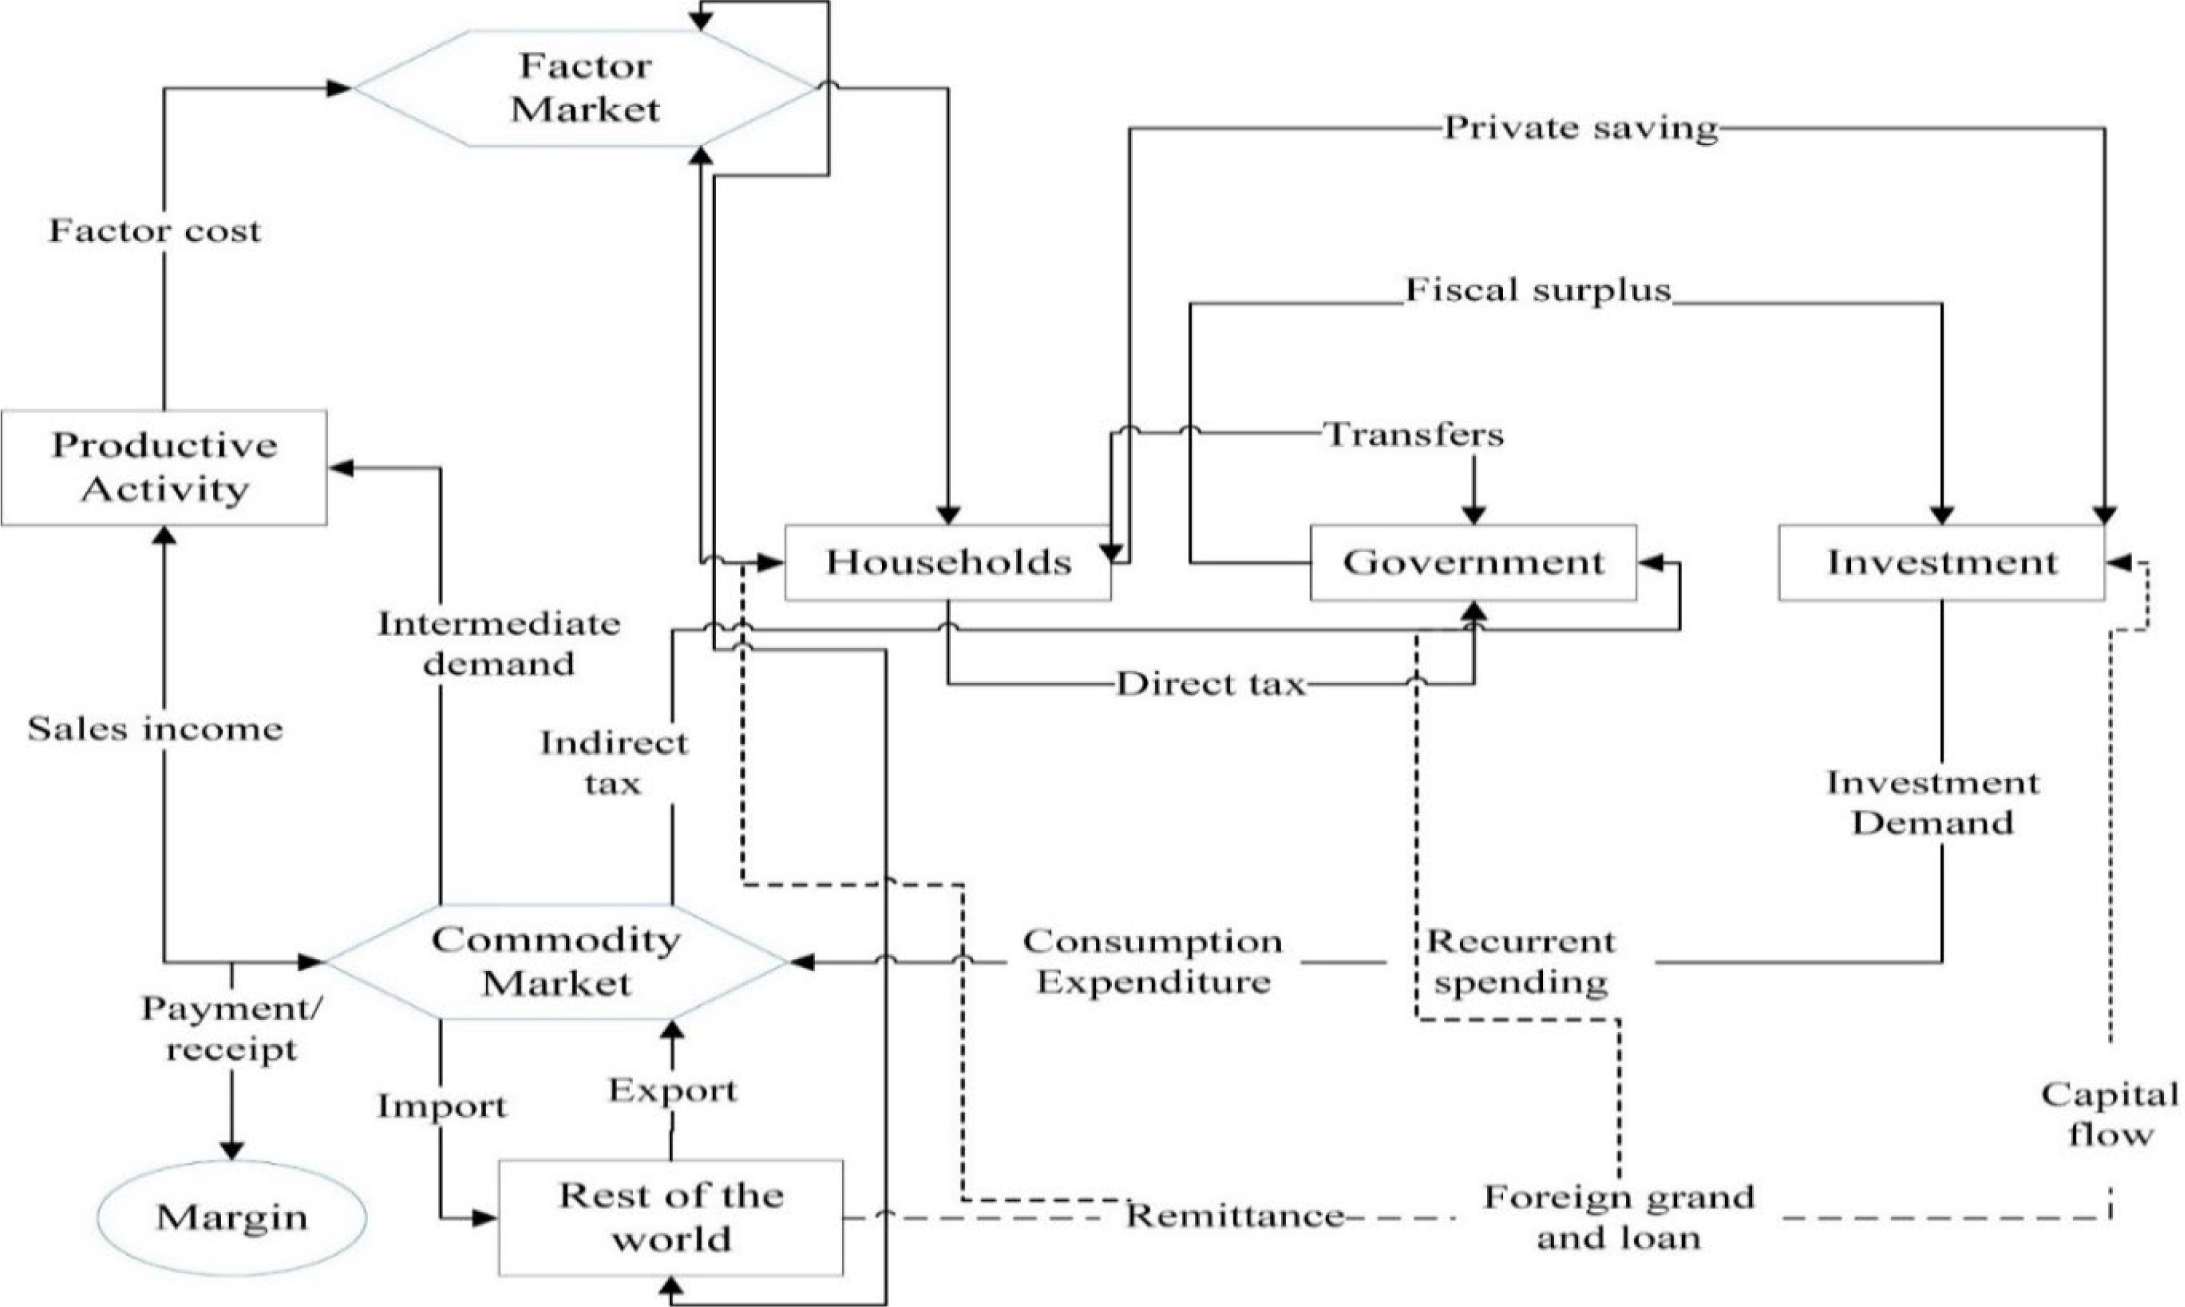 Factor
Market
Private saving
Factor cost
Fiscal surplus
Transfers
Productive
Activity
Households
Government
Investment
Intermediate
demand
Direct tax
Sales income
Indirect
tax
Investment
Demand
Commodity
Market
Consumption
Expenditure
Recurrent
spending
Payment/
receipt
Import
Export
Capital
flow
Margin
Rest of the
world
Remittance
Foreign grand
and loan